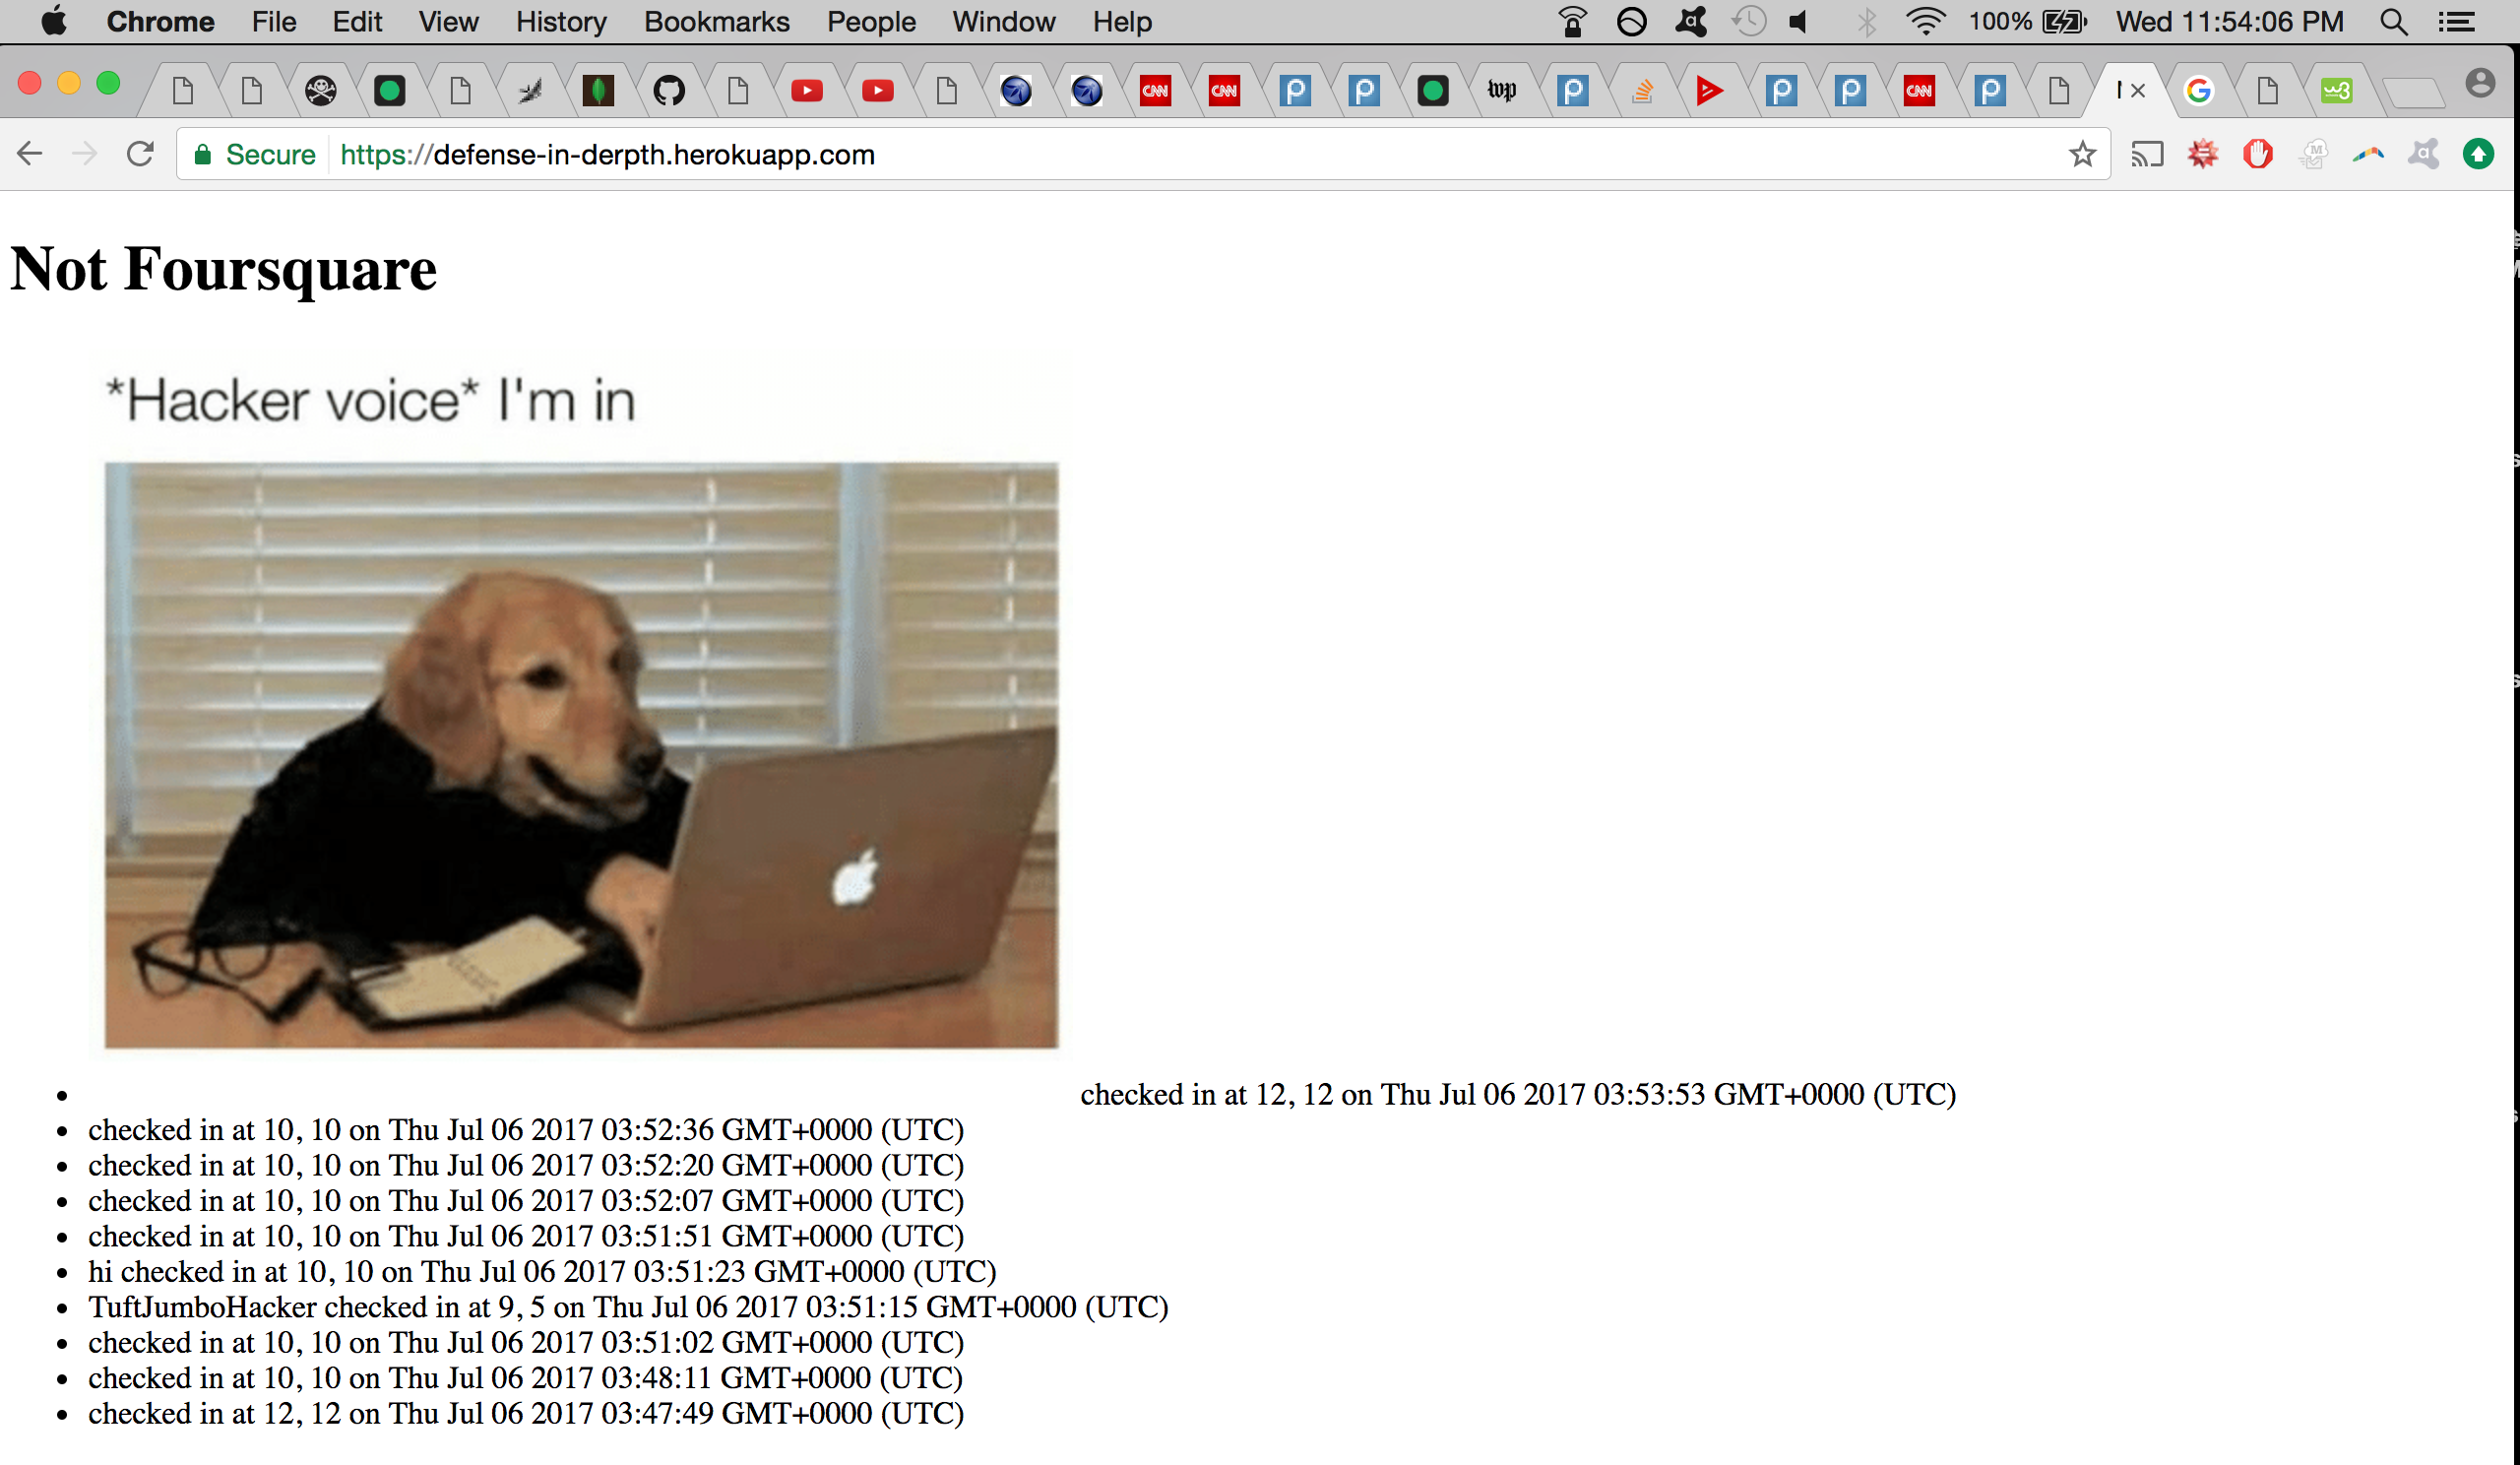 Chrome File Edit View History Bookmarks People Window Help 100% Wed 11:54:06 PM
CNN CNN P P wp P P P CNN P G w3
Secure https://defense-in-derpth.herokuapp.com
Not Foursquare
*Hacker voice* I'm in
checked in at 12, 12 on Thu Jul 06 2017 03:53:53 GMT+0000 (UTC)
checked in at 10, 10 on Thu Jul 06 2017 03:52:36 GMT+0000 (UTC)
checked in at 10, 10 on Thu Jul 06 2017 03:52:20 GMT+0000 (UTC)
checked in at 10, 10 on Thu Jul 06 2017 03:52:07 GMT+0000 (UTC)
checked in at 10, 10 on Thu Jul 06 2017 03:51:51 GMT+0000 (UTC)
hi checked in at 10, 10 on Thu Jul 06 2017 03:51:23 GMT+0000 (UTC)
TuftJumboHacker checked in at 9, 5 on Thu Jul 06 2017 03:51:15 GMT+0000 (UTC)
checked in at 10, 10 on Thu Jul 06 2017 03:51:02 GMT+0000 (UTC)
checked in at 10, 10 on Thu Jul 06 2017 03:48:11 GMT+0000 (UTC)
checked in at 12, 12 on Thu Jul 06 2017 03:47:49 GMT+0000 (UTC)